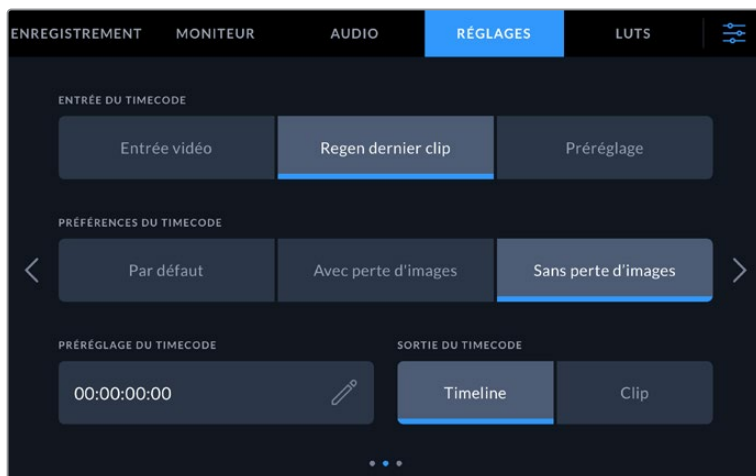 ENREGISTREMENT MONITEUR AUDIO RÉGLAGES LUTS
ENTRÉE DU TIMECODE
Entrée vidéo Regen dernier clip Préréglage
PRÉFÉRENCES DU TIMECODE
Par défaut Avec perte d'images Sans perte d'images
PRÉRÉGLAGE DU TIMECODE SORTIE DU TIMECODE
00:00:00:00 Timeline Clip